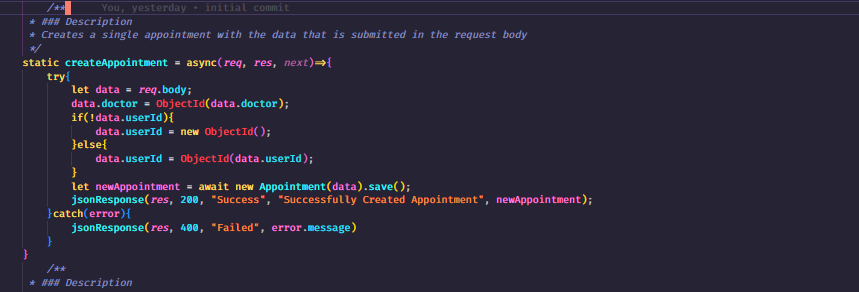 /** You, yesterday • initial commit
* ### Description
* Creates a single appointment with the data that is submitted in the request body
*/
static createAppointment = async(req, res, next)=>{
try{
let data = req.body;
data.doctor = ObjectId(data.doctor);
if(!data.userId){
data.userId = new ObjectId();
}else{
data.userId = ObjectId(data.userId);
}
let newAppointment = await new Appointment(data).save();
jsonResponse(res, 200, "Success", "Successfully Created Appointment", newAppointment);
}catch(error){
jsonResponse(res, 400, "Failed", error.message)
}
}
/**
* ### Description